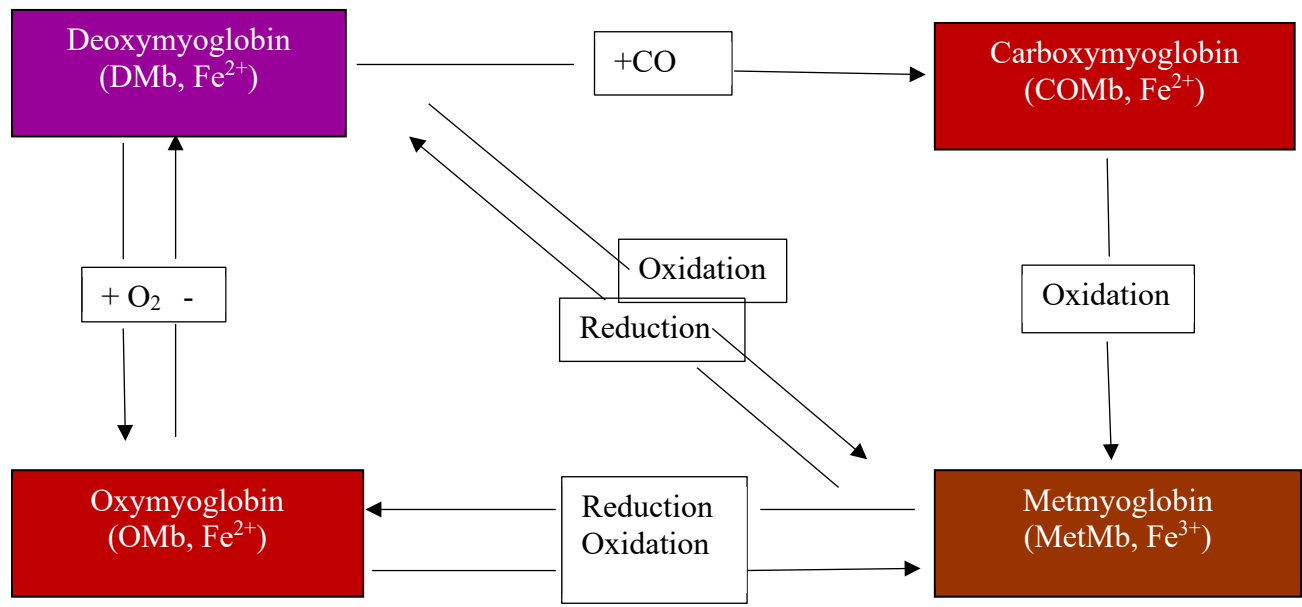 Deoxymyoglobin
(DMb, Fe²⁺)
+CO
Carboxymyoglobin
(COMb, Fe²⁺)
+ O₂ -
Oxidation
Reduction
Oxidation
Oxymyoglobin
(OMb, Fe²⁺)
Reduction
Oxidation
Metmyoglobin
(MetMb, Fe³⁺)